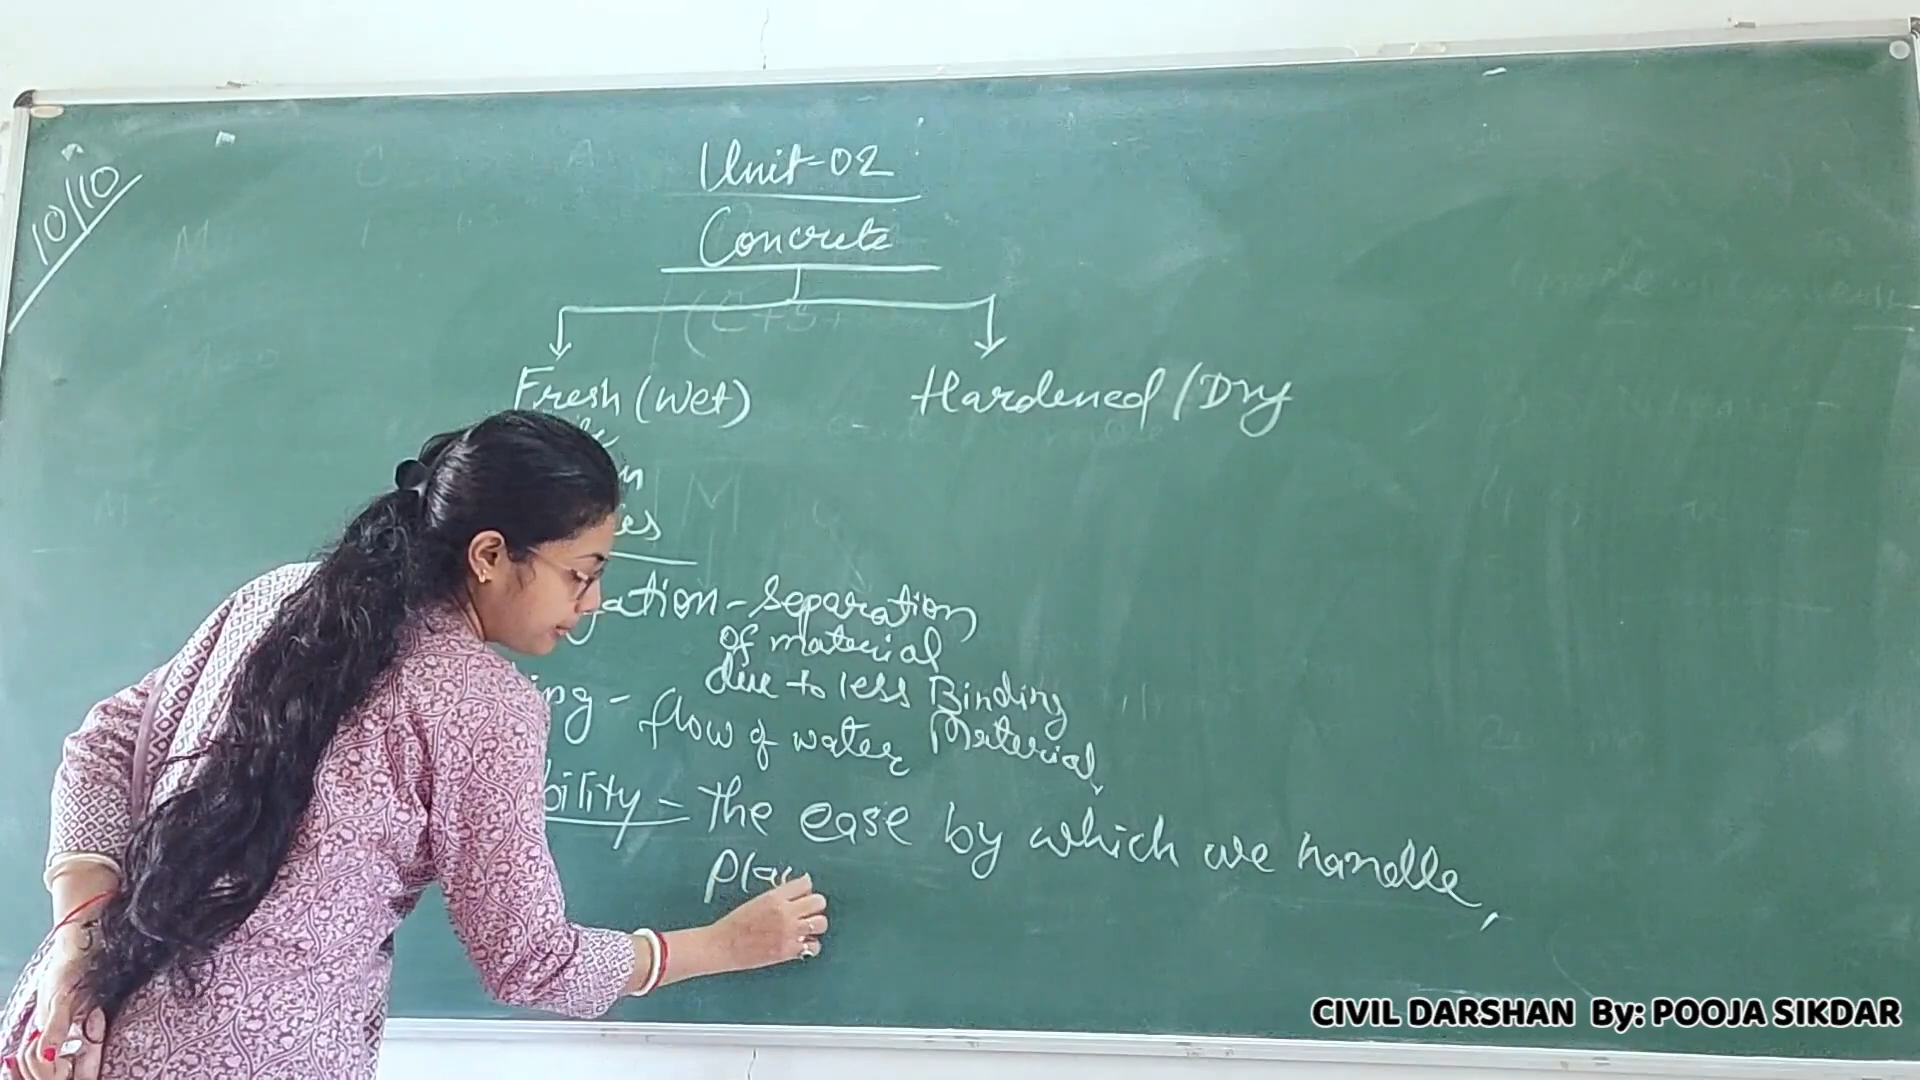 10/10
Unit-02
Concrete
(C+S+
Fresh (Wet)
Hardened/Dry
M
gation - Separation
of material
due to less Binding
Material
ing - flow of water
bility - The ease by which we handle,
Pla
CIVIL DARSHAN By: POOJA SIKDAR